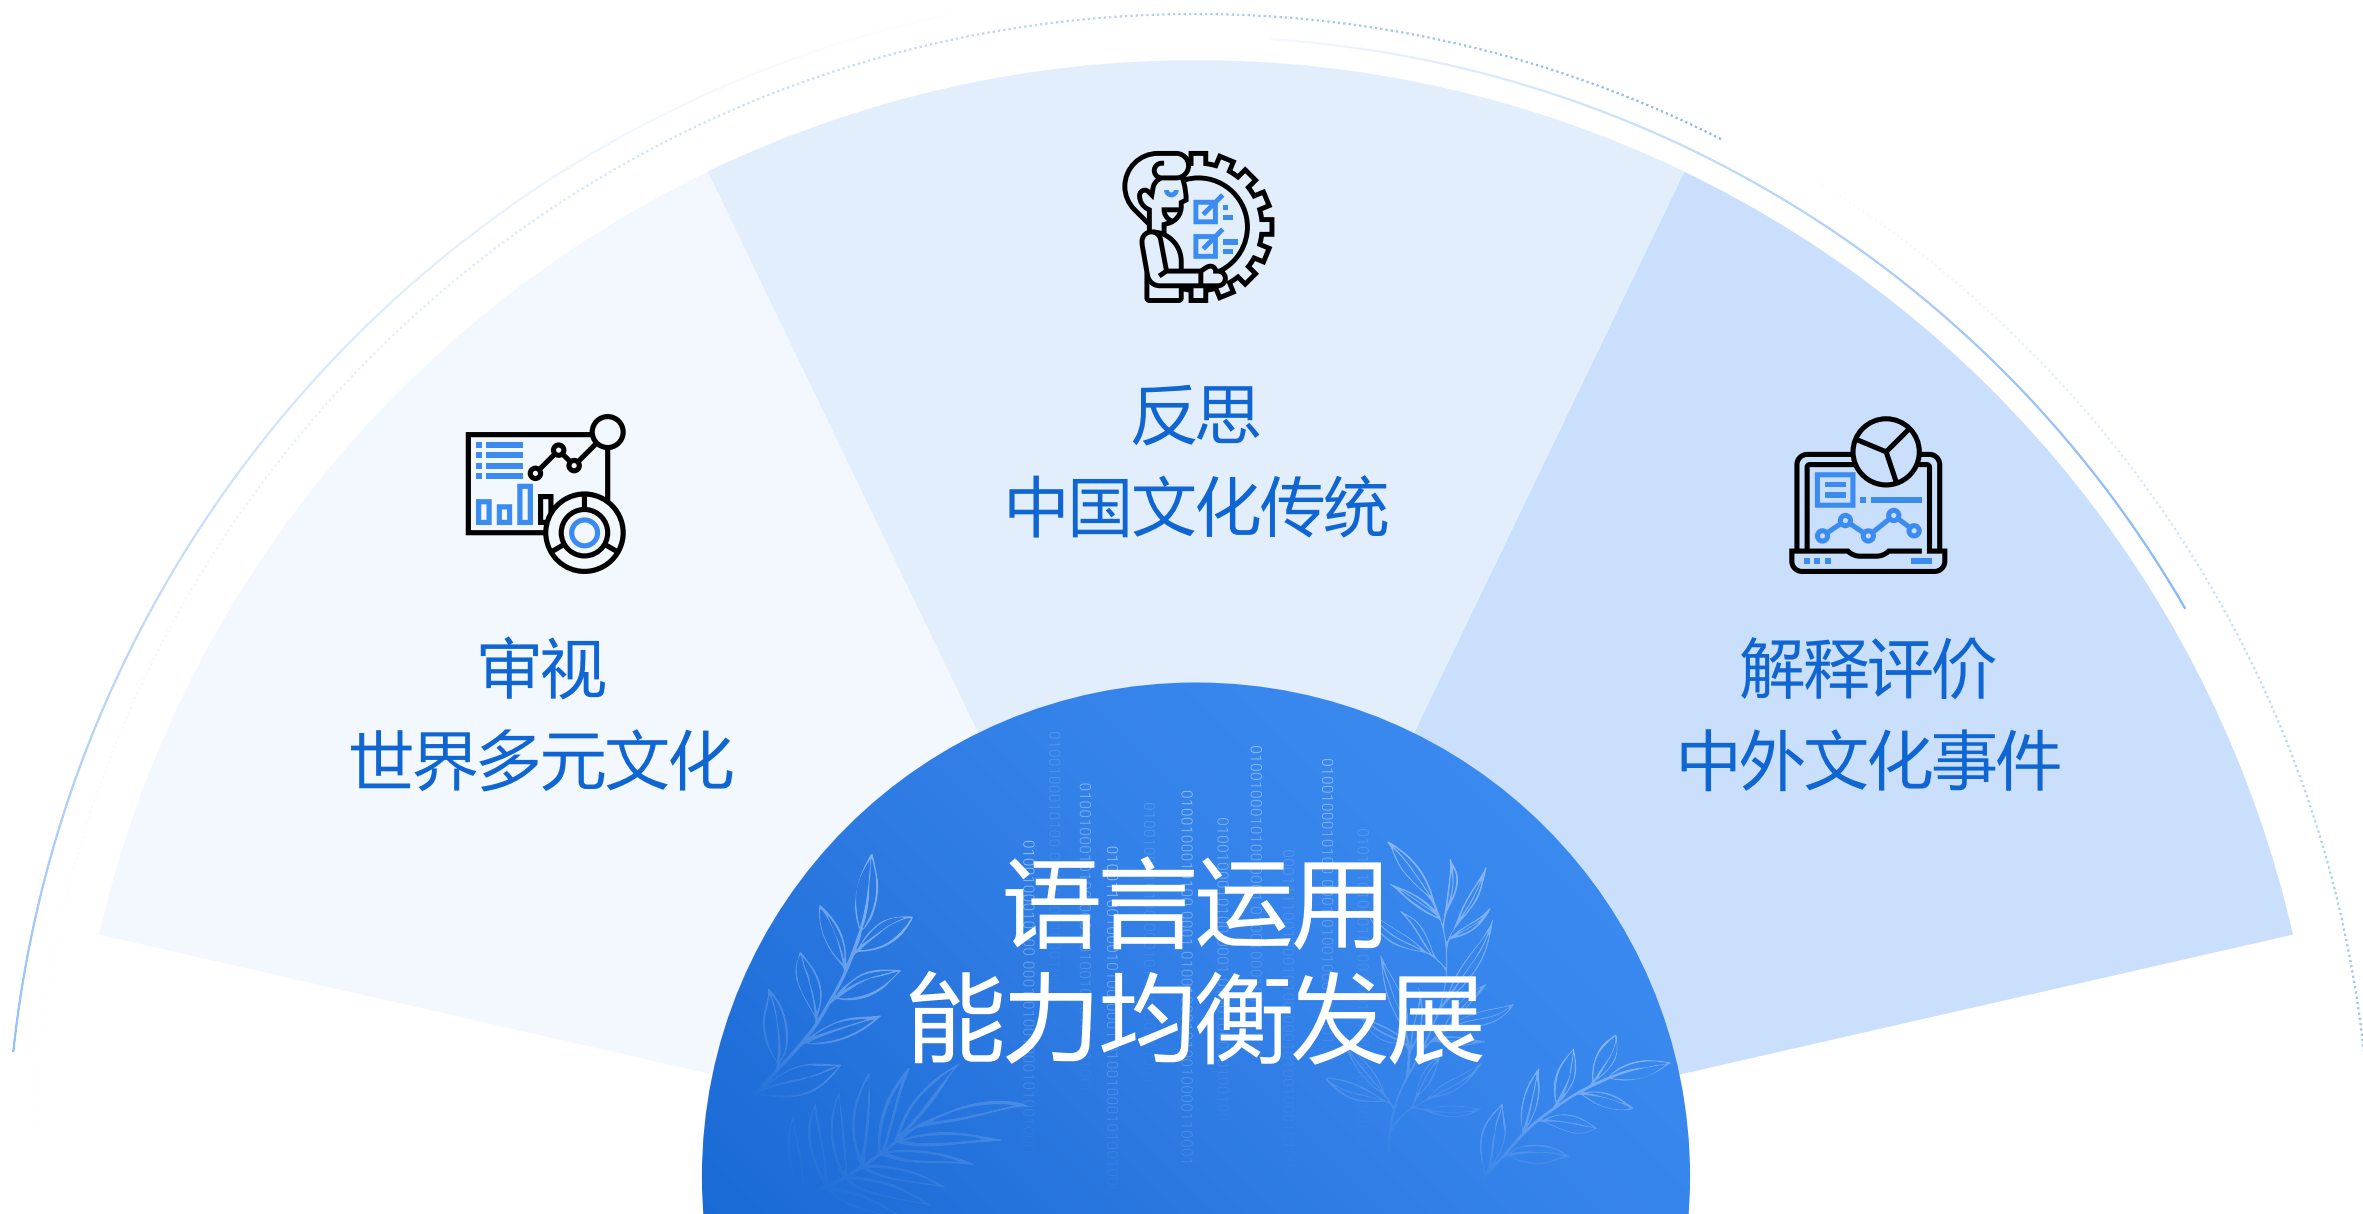 反思
中国文化传统
审视
世界多元文化
解释评价
中外文化事件
语言运用
能力均衡发展